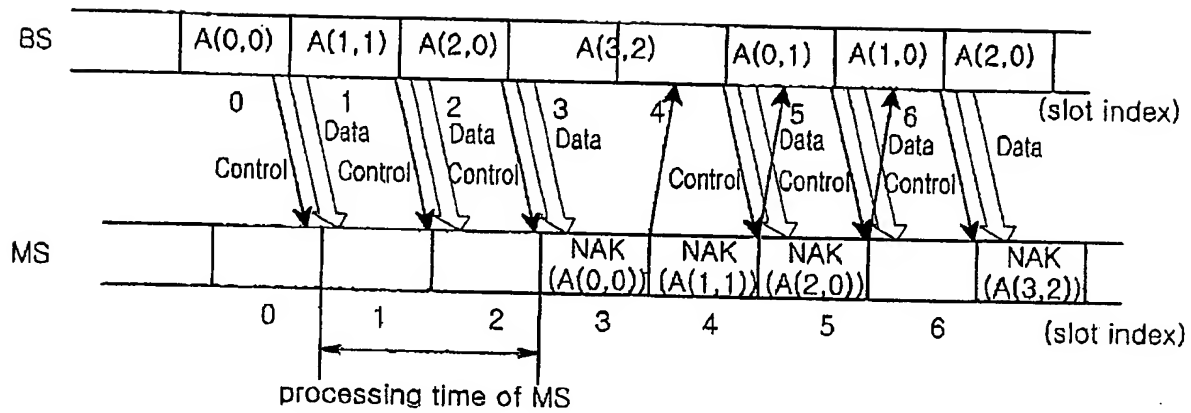 BS A(0,0) A(1,1) A(2,0) A(3,2) A(0,1) A(1,0) A(2,0)
0 1 2 3 4 5 6 (slot index)
Data Data Data Data Data Data
Control Control Control Control Control Control
MS NAK NAK NAK NAK
(A(0,0)) (A(1,1)) (A(2,0)) (A(3,2))
0 1 2 3 4 5 6 (slot index)
processing time of MS